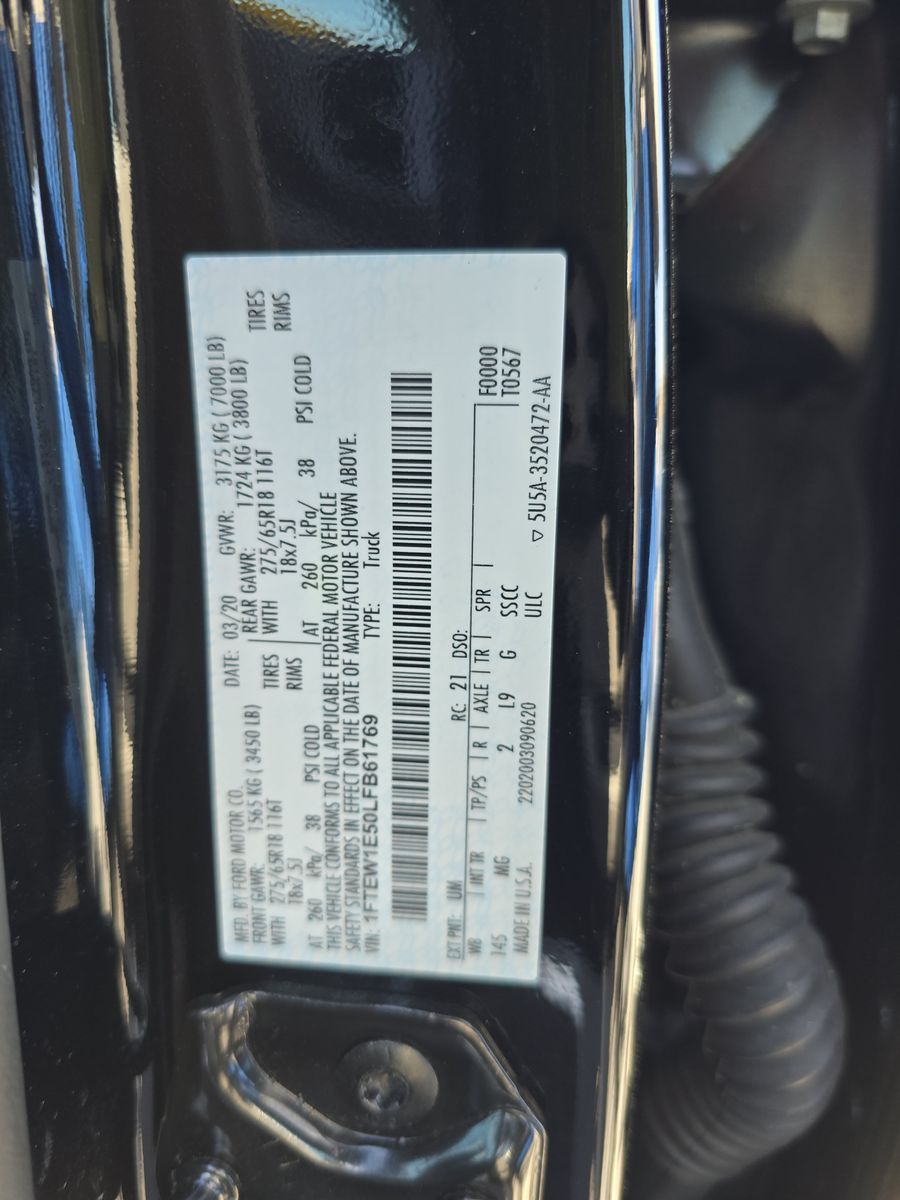 MFD. BY FORD MOTOR CO. DATE: 03/20 GVWR: 3175 KG ( 7000 LB)
FRONT GAWR: 1565 KG ( 3450 LB) REAR GAWR: 1724 KG ( 3800 LB)
WITH 275/65R18 116T TIRES WITH 275/65R18 116T TIRES
18x7.5J RIMS 18x7.5J RIMS
AT 260 kPa/ 38 PSI COLD AT 260 kPa/ 38 PSI COLD
THIS VEHICLE CONFORMS TO ALL APPLICABLE FEDERAL MOTOR VEHICLE
SAFETY STANDARDS IN EFFECT ON THE DATE OF MANUFACTURE SHOWN ABOVE.
VIN: 1FTEW1E50LFB61769 TYPE: Truck
EXT PNT: UM RC: 21 DSO:
WB INT TR TP/PS R AXLE TR SPR F0000
145 MG 2 L9 G SSCC T0567
MADE IN U.S.A. 2202003090620 ULC ▽ 5U5A-3520472-AA